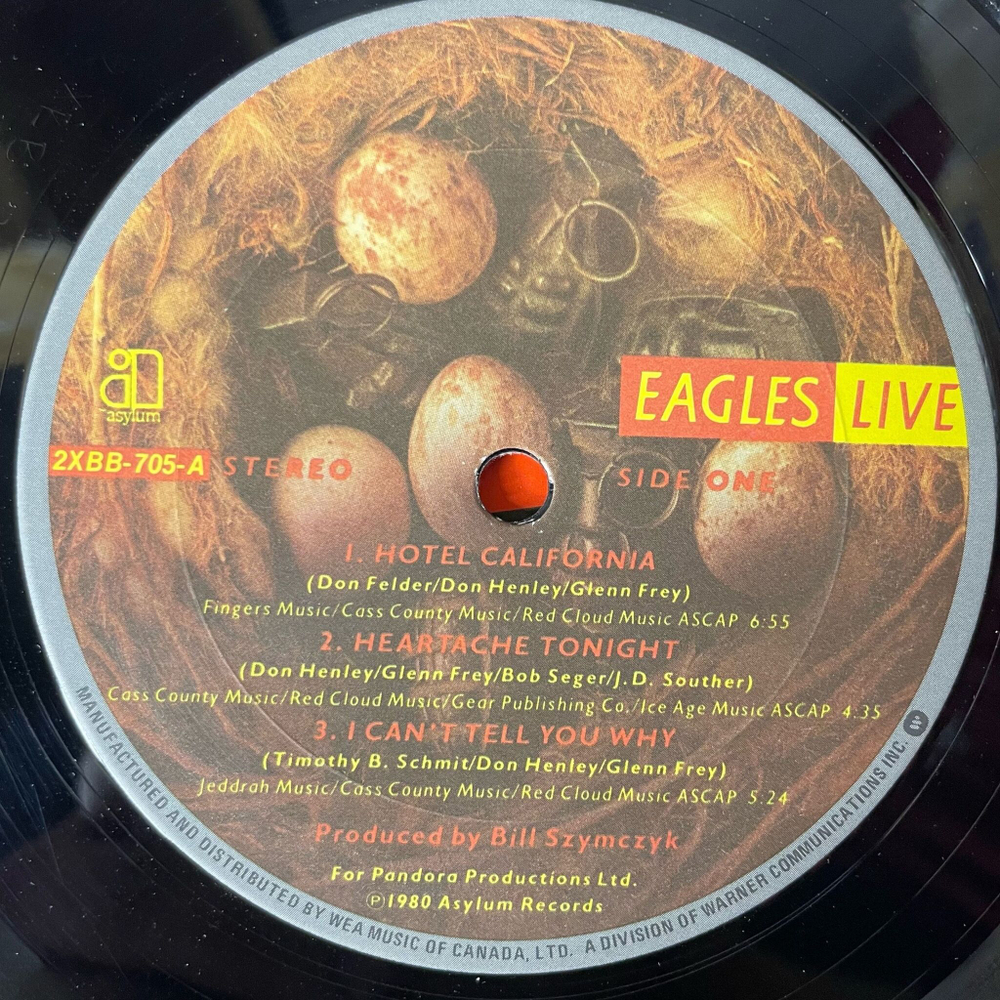 asylum
EAGLES LIVE
2XBB-705-A STEREO
SIDE ONE
1. HOTEL CALIFORNIA
(Don Felder/Don Henley/Glenn Frey)
Fingers Music/Cass County Music/Red Cloud Music ASCAP 6:55
2. HEARTACHE TONIGHT
(Don Henley/Glenn Frey/Bob Seger/J.D. Souther)
Cass County Music/Red Cloud Music/Gear Publishing Co./Ice Age Music ASCAP 4:35
3. I CAN'T TELL YOU WHY
(Timothy B. Schmit/Don Henley/Glenn Frey)
Jeddrah Music/Cass County Music/Red Cloud Music ASCAP 5:24
Produced by Bill Szymczyk
For Pandora Productions Ltd.
Ⓟ1980 Asylum Records
MANUFACTURED AND DISTRIBUTED BY WEA MUSIC OF CANADA, LTD. A DIVISION OF WARNER COMMUNICATIONS INC.